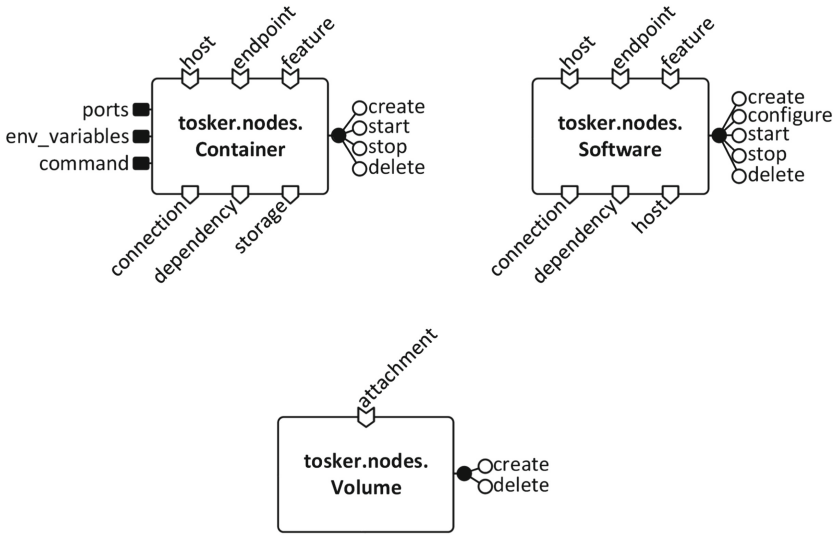 host
endpoint
feature
ports
env_variables
command
tosker.nodes.
Container
create
start
stop
delete
connection
dependency
storage
host
endpoint
feature
tosker.nodes.
Software
create
configure
start
stop
delete
connection
dependency
host
attachment
tosker.nodes.
Volume
create
delete